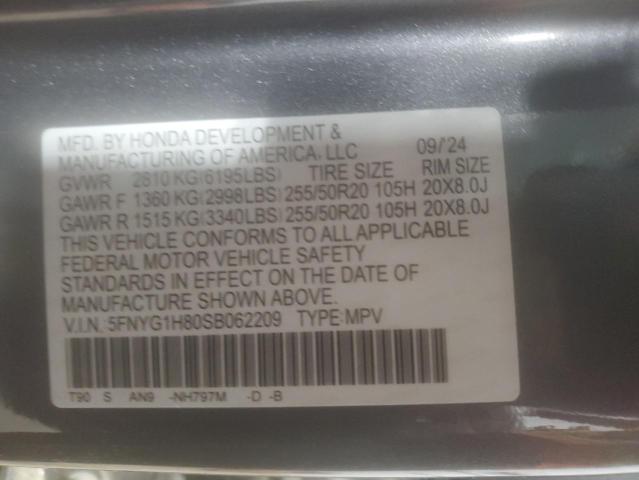 MFD. BY HONDA DEVELOPMENT &
MANUFACTURING OF AMERICA, LLC 09/'24
GVWR 2810 KG (6195LBS) TIRE SIZE RIM SIZE
GAWR F 1360 KG (2998LBS) 255/50R20 105H 20X8.0J
GAWR R 1515 KG (3340LBS) 255/50R20 105H 20X8.0J
THIS VEHICLE CONFORMS TO ALL APPLICABLE
FEDERAL MOTOR VEHICLE SAFETY
STANDARDS IN EFFECT ON THE DATE OF
MANUFACTURE SHOWN ABOVE.
V.I.N.: 5FNYG1H80SB062209 TYPE:MPV
T90 S AN9 -NH797M -D -B